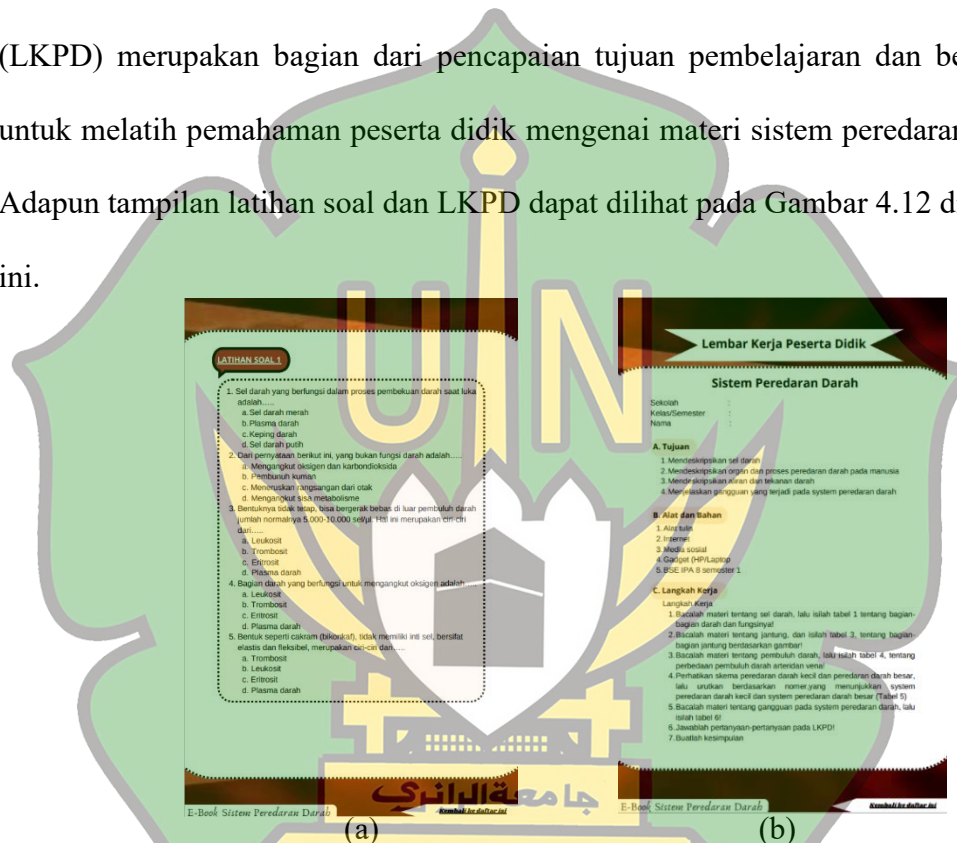 (LKPD) merupakan bagian dari pencapaian tujuan pembelajaran dan be
untuk melatih pemahaman peserta didik mengenai materi sistem peredaran
Adapun tampilan latihan soal dan LKPD dapat dilihat pada Gambar 4.12 d
ini.
UIN
LATIHAN SOAL 1
1. Sel darah yang berfungsi dalam proses pembekuan darah saat luka
adalah.....
a. Sel darah merah
b. Plasma darah
c. Keping darah
d. Sel darah putih
2. Dari pernyataan berikut ini, yang bukan fungsi darah adalah.....
a. Mengangkut oksigen dan karbondioksida
b. Pembunuh kuman
c. Meneruskan rangsangan dari otak
d. Mengangkut sisa metabolisme
3. Bentuknya tidak tetap, bisa bergerak bebas di luar pembuluh darah
jumlah normalnya 5.000-10.000 sel/µl. Hal ini merupakan ciri-ciri
dari.....
a. Leukosit
b. Trombosit
c. Eritrosit
d. Plasma darah
4. Bagian darah yang berfungsi untuk mengangkut oksigen adalah.....
a. Leukosit
b. Trombosit
c. Eritrosit
d. Plasma darah
5. Bentuk seperti cakram (bikonkaf), tidak memiliki inti sel, bersifat
elastis dan fleksibel, merupakan ciri-ciri dari.....
a. Trombosit
b. Leukosit
c. Eritrosit
d. Plasma darah
E-Book Sistem Peredaran Darah
Kembali ke daftar isi
(a)
Lembar Kerja Peserta Didik
Sistem Peredaran Darah
Sekolah :
Kelas/Semester :
Nama :
A. Tujuan
1. Mendeskripsikan sel darah
2. Mendeskripsikan organ dan proses peredaran darah pada manusia
3. Mendeskripsikan aliran dan tekanan darah
4. Menjelaskan gangguan yang terjadi pada system peredaran darah
B. Alat dan Bahan
1. Alat tulis
2. Internet
3. Media sosial
4. Gadget (HP/Laptop
5. BSE IPA 8 semester 1
C. Langkah Kerja
Langkah Kerja
1. Bacalah materi tentang sel darah, lalu isilah tabel 1 tentang bagian-
bagian darah dan fungsinya!
2. Bacalah materi tentang jantung, dan isilah tabel 3, tentang bagian-
bagian jantung berdasarkan gambar!
3. Bacalah materi tentang pembuluh darah, lalu isilah tabel 4, tentang
perbedaan pembuluh darah arteridan vena!
4. Perhatikan skema peredaran darah kecil dan peredaran darah besar,
lalu urutkan berdasarkan nomer,yang menunjukkan system
peredaran darah kecil dan system peredaran darah besar (Tabel 5)
5. Bacalah materi tentang gangguan pada system peredaran darah, lalu
isilah tabel 6!
6. Jawablah pertanyaan-pertanyaan pada LKPD!
7. Buatlah kesimpulan
E-Book Sistem Peredaran Darah
Kembali ke daftar isi
(b)
جامعةالرانري